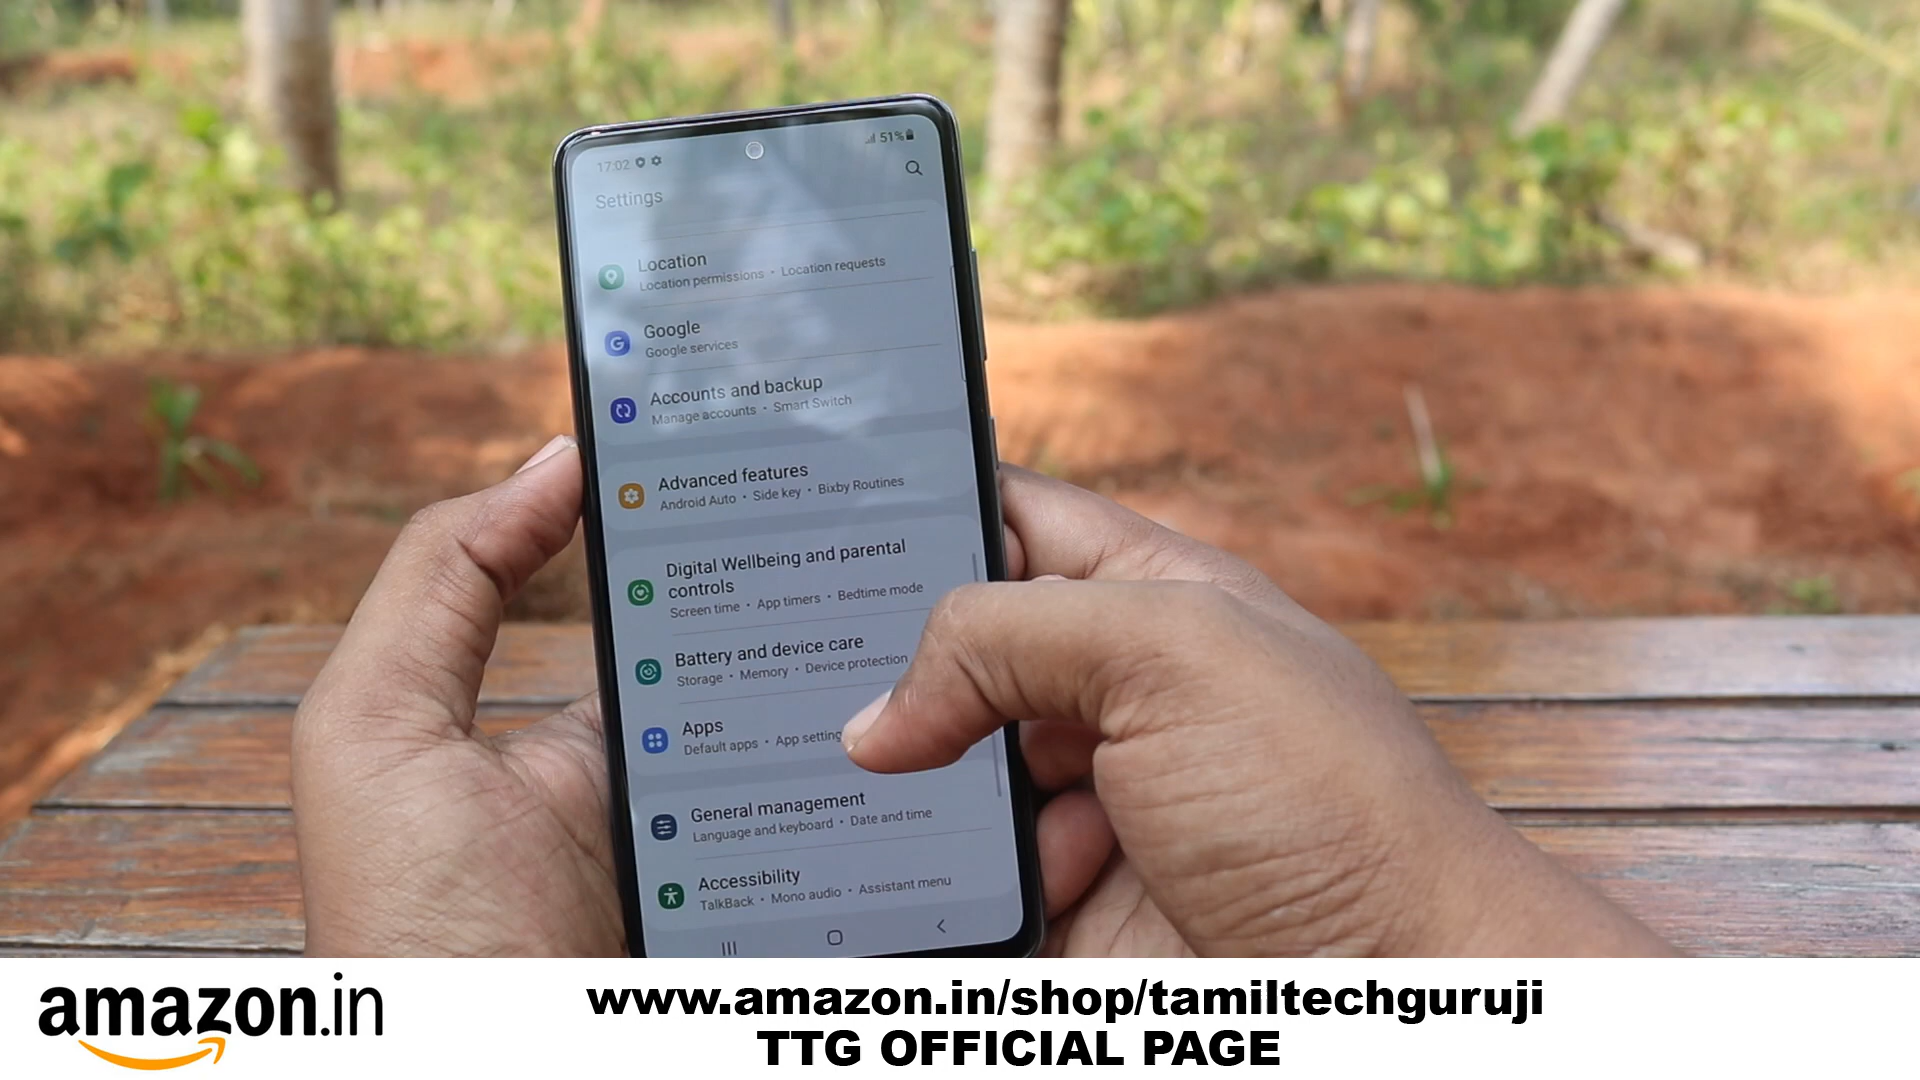 17:02
51%
Settings
Location
Location permissions • Location requests
Google
Google services
Accounts and backup
Manage accounts • Smart Switch
Advanced features
Android Auto • Side key • Bixby Routines
Digital Wellbeing and parental
controls
Screen time • App timers • Bedtime mode
Battery and device care
Storage • Memory • Device protection
Apps
Default apps • App setting
General management
Language and keyboard • Date and time
Accessibility
TalkBack • Mono audio • Assistant menu
amazon.in
www.amazon.in/shop/tamiltechguruji
TTG OFFICIAL PAGE